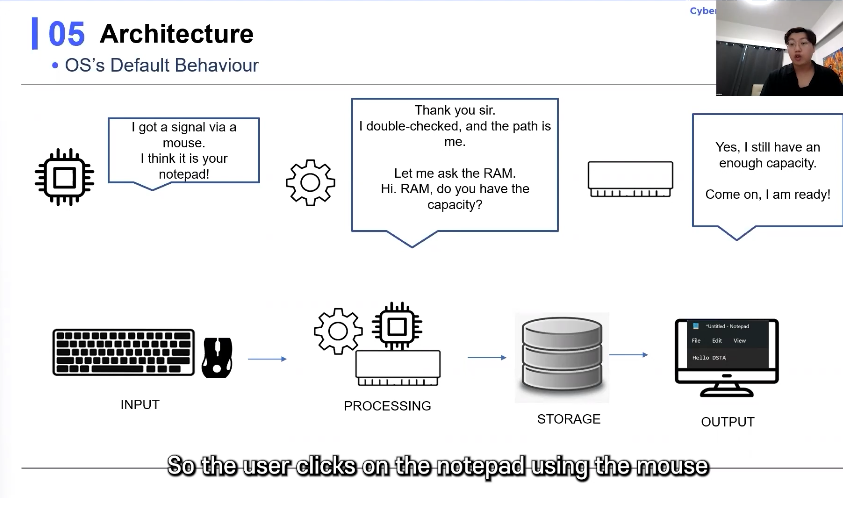 Cyber
05 Architecture
• OS's Default Behaviour
I got a signal via a
mouse.
I think it is your
notepad!
Thank you sir.
I double-checked, and the path is
me.
Let me ask the RAM.
Hi. RAM, do you have the
capacity?
Yes, I still have an
enough capacity.
Come on, I am ready!
*Untitled - Notepad
File Edit View
Hello DSTA
INPUT
PROCESSING
STORAGE
OUTPUT
So the user clicks on the notepad using the mouse